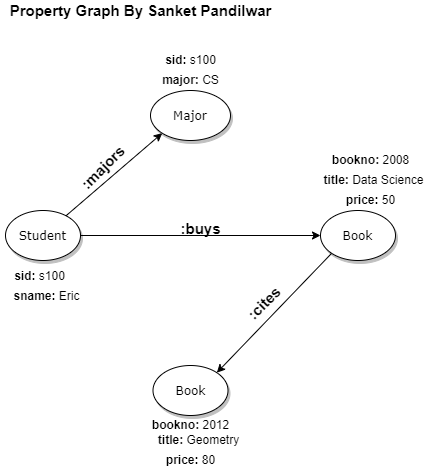 Property Graph By Sanket Pandilwar
sid: s100
major: CS
Major
:majors
bookno: 2008
title: Data Science
price: 50
Student
:buys
Book
sid: s100
sname: Eric
:cites
Book
bookno: 2012
title: Geometry
price: 80